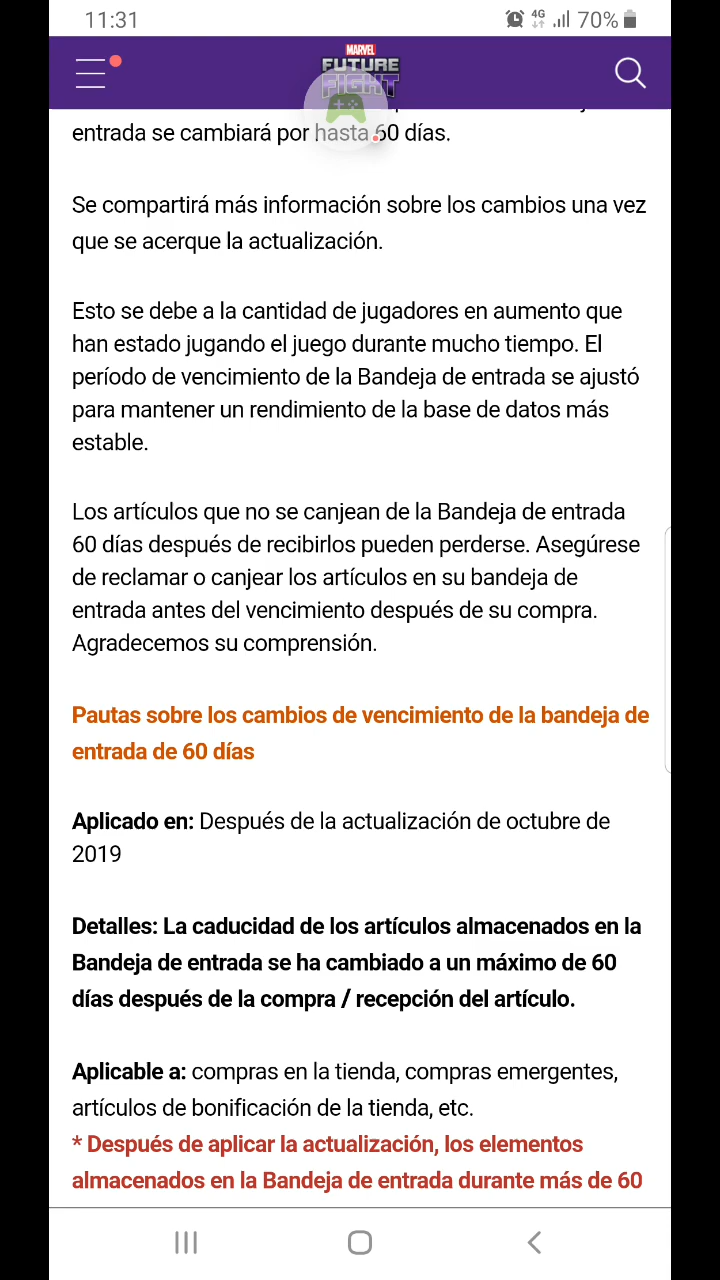 11:31
4G
70%
MARVEL
FUTURE
FIGHT
entrada se cambiará por hasta 60 días.
Se compartirá más información sobre los cambios una vez
que se acerque la actualización.
Esto se debe a la cantidad de jugadores en aumento que
han estado jugando el juego durante mucho tiempo. El
período de vencimiento de la Bandeja de entrada se ajustó
para mantener un rendimiento de la base de datos más
estable.
Los artículos que no se canjean de la Bandeja de entrada
60 días después de recibirlos pueden perderse. Asegúrese
de reclamar o canjear los artículos en su bandeja de
entrada antes del vencimiento después de su compra.
Agradecemos su comprensión.
Pautas sobre los cambios de vencimiento de la bandeja de
entrada de 60 días
Aplicado en: Después de la actualización de octubre de
2019
Detalles: La caducidad de los artículos almacenados en la
Bandeja de entrada se ha cambiado a un máximo de 60
días después de la compra / recepción del artículo.
Aplicable a: compras en la tienda, compras emergentes,
artículos de bonificación de la tienda, etc.
* Después de aplicar la actualización, los elementos
almacenados en la Bandeja de entrada durante más de 60